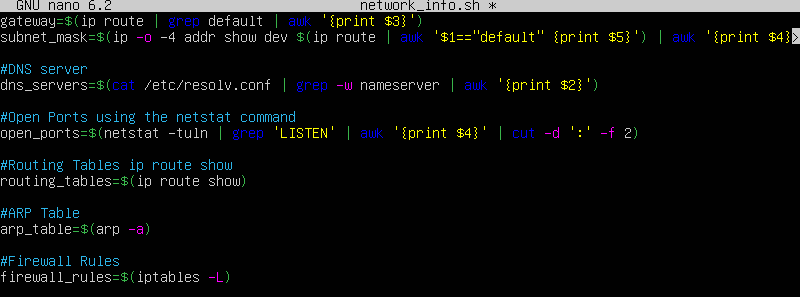 GNU nano 6.2 network_info.sh *
gateway=$(ip route | grep default | awk '{print $3}')
subnet_mask=$(ip -o -4 addr show dev $(ip route | awk '$1=="default" {print $5}') | awk '{print $4}>
#DNS server
dns_servers=$(cat /etc/resolv.conf | grep -w nameserver | awk '{print $2}')
#Open Ports using the netstat command
open_ports=$(netstat -tuln | grep 'LISTEN' | awk '{print $4}' | cut -d ':' -f 2)
#Routing Tables ip route show
routing_tables=$(ip route show)
#ARP Table
arp_table=$(arp -a)
#Firewall Rules
firewall_rules=$(iptables -L)